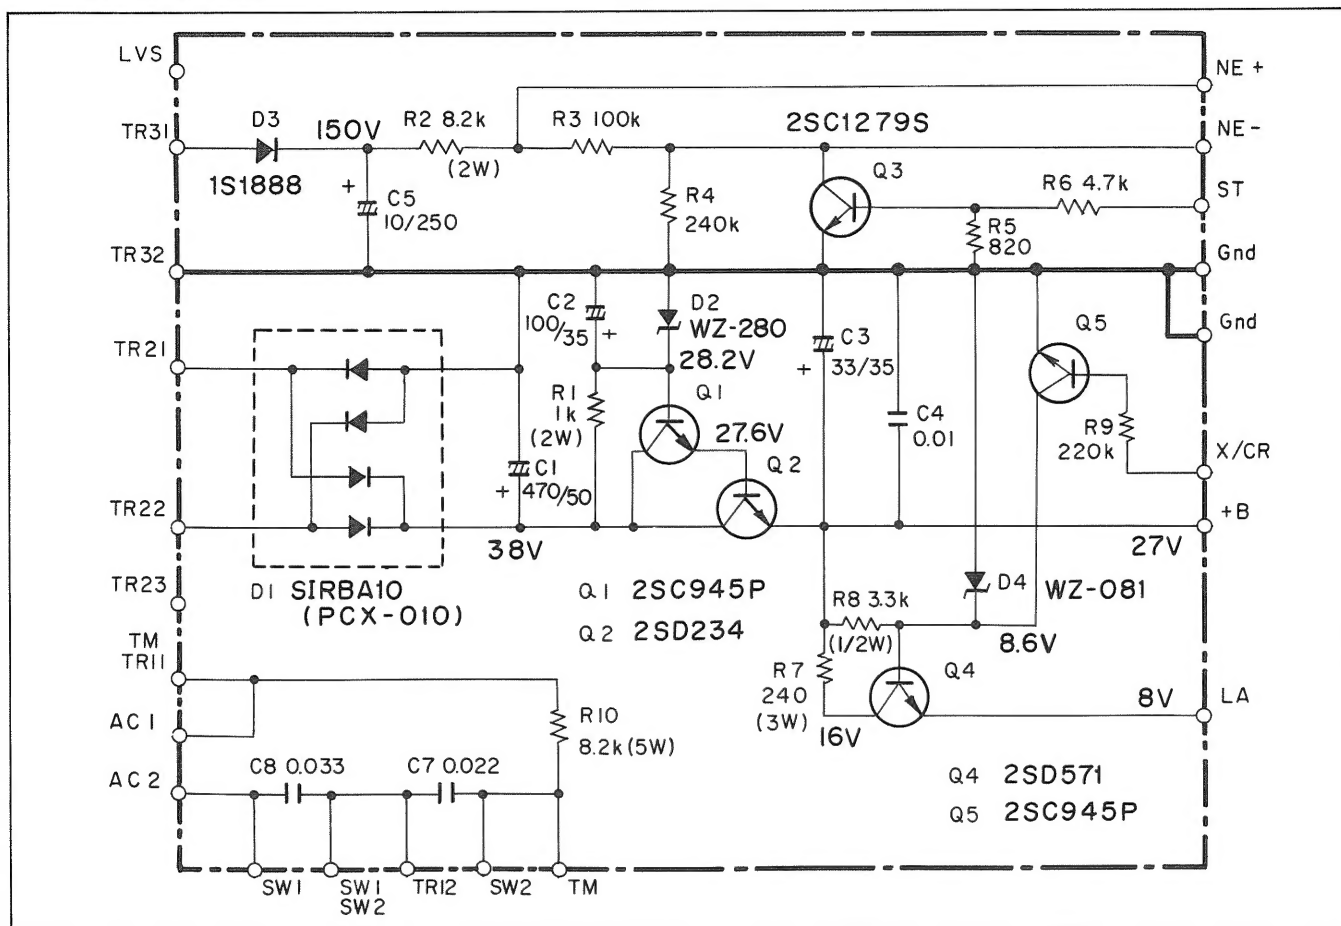 LVS
NE+
TR31
D3
150V
R2 8.2k
(2W)
R3 100k
2SC1279S
NE-
1S1888
+
C5
10/250
R4
240k
Q3
R6 4.7k
ST
R5
820
TR32
Gnd
C2
100/35
+
D2
WZ-280
28.2V
C3
+ 33/35
Q5
Gnd
TR21
R1
1k
(2W)
Q1
27.6V
C4
0.01
R9
220k
X/CR
C1
+ 470/50
Q2
TR22
38V
+B
27V
TR23
D1 SIRBA10
(PCX-010)
Q1 2SC945P
Q2 2SD234
R8 3.3k
(1/2W)
D4 WZ-081
8.6V
TM
TR11
R7
240
(3W)
Q4
16V
8V
LA
AC1
R10
8.2k(5W)
AC2
C8 0.033
C7 0.022
Q4 2SD571
Q5 2SC945P
SW1
SW1
SW2
TR12
SW2
TM